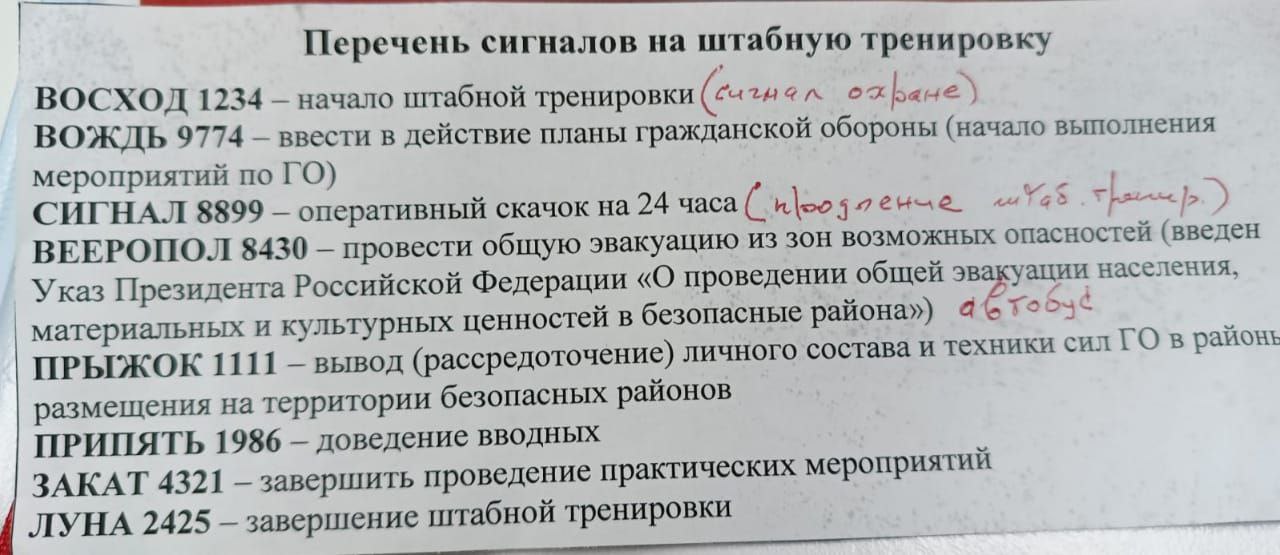 Перечень сигналов на штабную тренировку
ВОСХОД 1234 – начало штабной тренировки (сигнал охране)
ВОЖДЬ 9774 – ввести в действие планы гражданской обороны (начало выполнения
мероприятий по ГО)
СИГНАЛ 8899 – оперативный скачок на 24 часа (продление штаб. тренир.)
ВЕЕРОПОЛ 8430 – провести общую эвакуацию из зон возможных опасностей (введен
Указ Президента Российской Федерации «О проведении общей эвакуации населения,
материальных и культурных ценностей в безопасные района») автобус
ПРЫЖОК 1111 – вывод (рассредоточение) личного состава и техники сил ГО в районы
размещения на территории безопасных районов
ПРИПЯТЬ 1986 – доведение вводных
ЗАКАТ 4321 – завершить проведение практических мероприятий
ЛУНА 2425 – завершение штабной тренировки